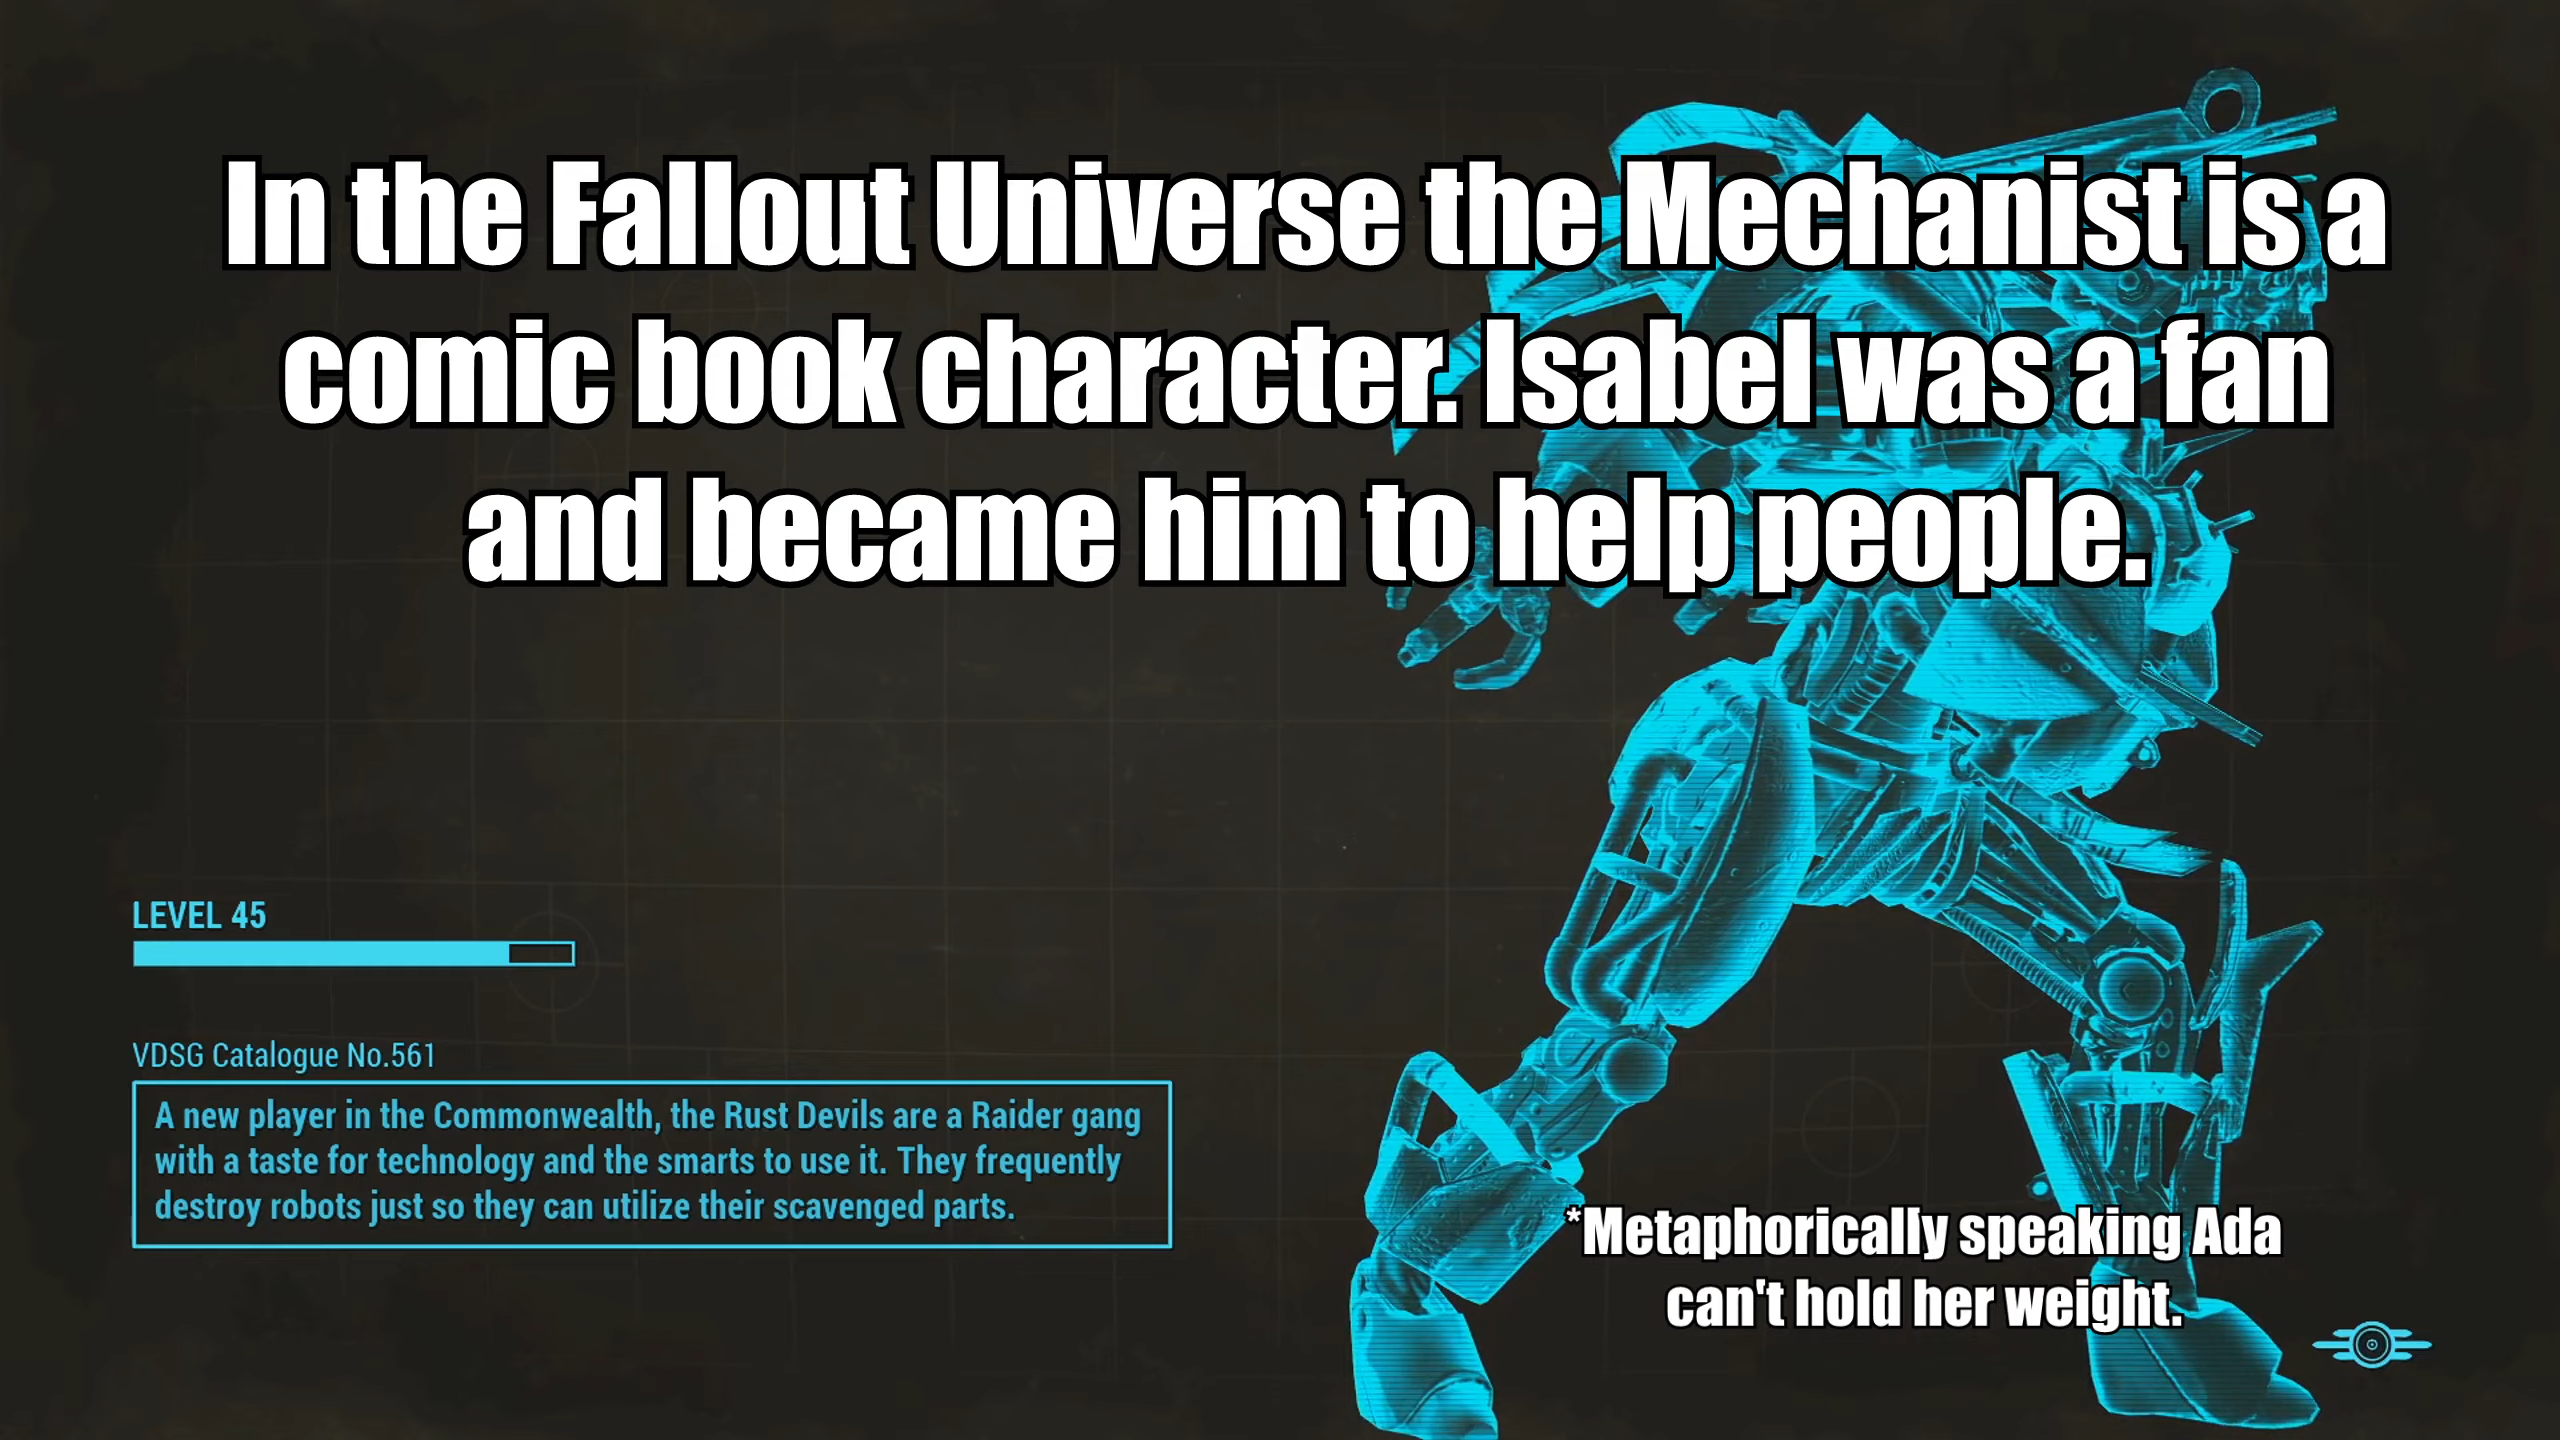 In the Fallout Universe the Mechanist is a
comic book character. Isabel was a fan
and became him to help people.
LEVEL 45
VDSG Catalogue No.561
A new player in the Commonwealth, the Rust Devils are a Raider gang
with a taste for technology and the smarts to use it. They frequently
destroy robots just so they can utilize their scavenged parts.
*Metaphorically speaking Ada
can't hold her weight.